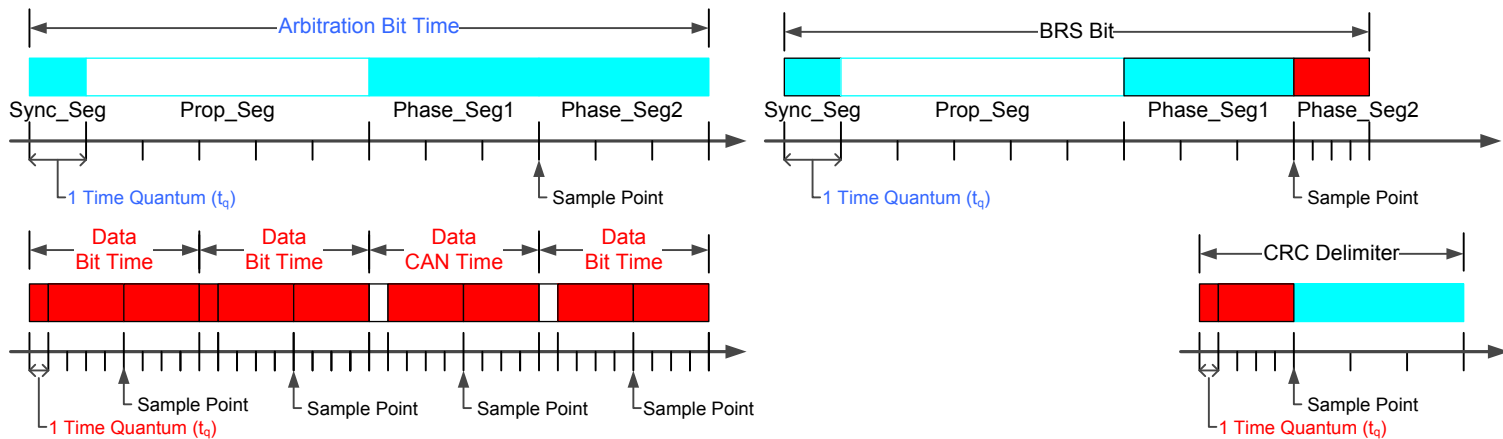 Arbitration Bit Time
Sync_Seg Prop_Seg Phase_Seg1 Phase_Seg2
1 Time Quantum (tq)
Sample Point
BRS Bit
Sync_Seg Prop_Seg Phase_Seg1 Phase_Seg2
1 Time Quantum (tq)
Sample Point
Data
Bit Time
Data
Bit Time
Data
CAN Time
Data
Bit Time
Sample Point
Sample Point
Sample Point
Sample Point
1 Time Quantum (tq)
CRC Delimiter
Sample Point
1 Time Quantum (tq)